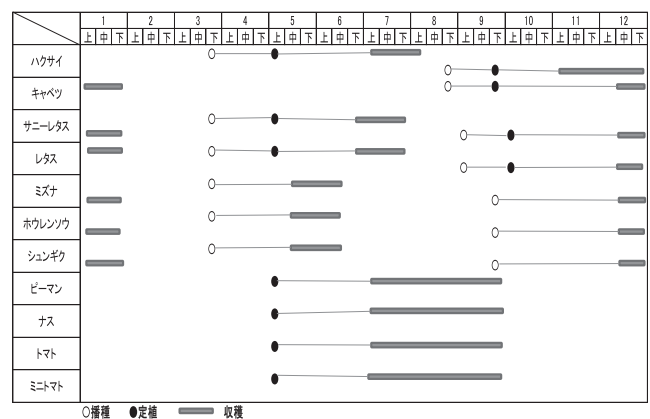 1 2 3 4 5 6 7 8 9 10 11 12
上 中 下 上 中 下 上 中 下 上 中 下 上 中 下 上 中 下 上 中 下 上 中 下 上 中 下 上 中 下 上 中 下 上 中 下
ハクサイ
キャベツ
サニーレタス
レタス
ミズナ
ホウレンソウ
シュンギク
ピーマン
ナス
トマト
ミニトマト
○播種 ●定植 収穫